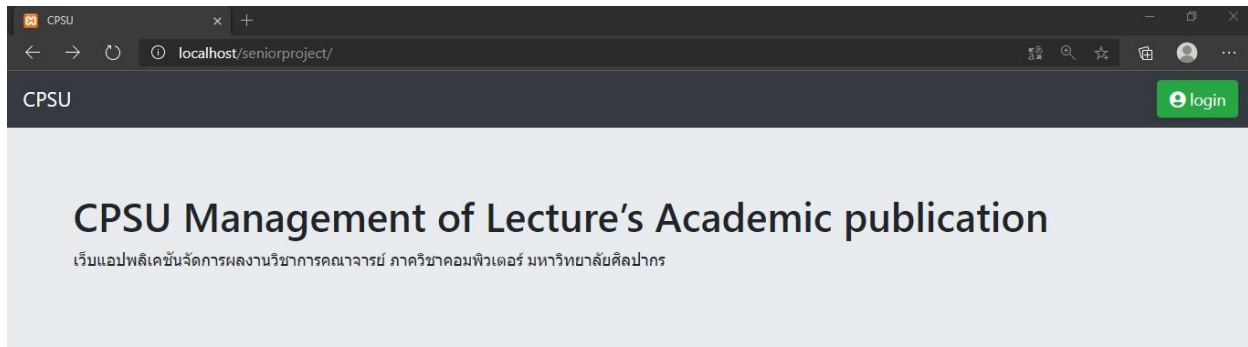 CPSU
localhost/seniorproject/
CPSU
login
CPSU Management of Lecture's Academic publication
เว็บแอปพลิเคชันจัดการผลงานวิชาการคณาจารย์ ภาควิชาคอมพิวเตอร์ มหาวิทยาลัยศิลปากร